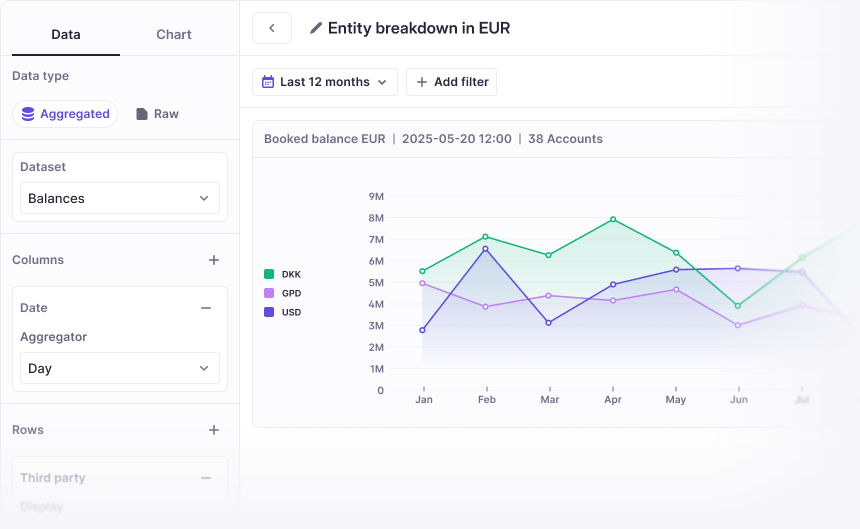 Data
Chart
Data type
Aggregated
Raw
Dataset
Balances
Columns
Date
Aggregator
Day
Rows
Third party
Display
Entity breakdown in EUR
Last 12 months
Add filter
Booked balance EUR | 2025-05-20 12:00 | 38 Accounts
9M
8M
7M
6M
5M
4M
3M
2M
1M
0
DKK
GPD
USD
Jan Feb Mar Apr May Jun Jul